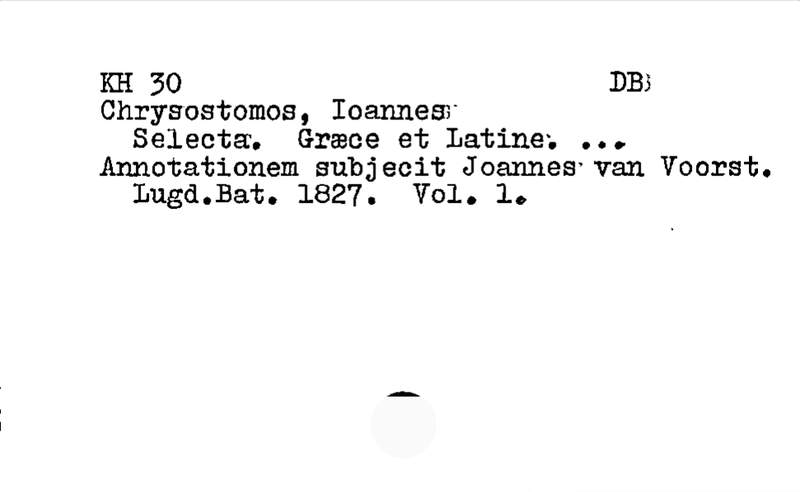 KH 30 DB
Chrysostomos, Ioannes
Selecta. Græce et Latine. ...
Annotationem subjecit Joannes van Voorst.
Lugd.Bat. 1827. Vol. 1.